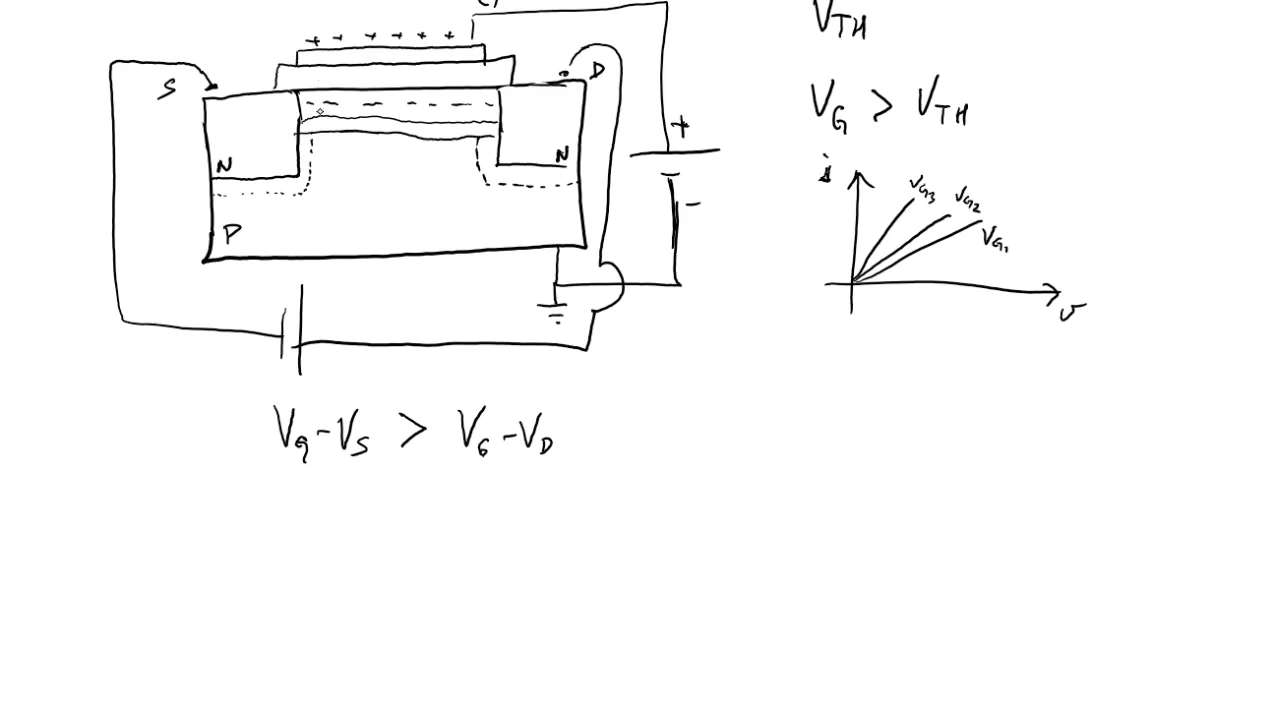 + + + + +
S
D
N
N
P
+
-
V_TH
V_G > V_TH
i
V_G3
V_G2
V_G1
v
V_G - V_S > V_G - V_D